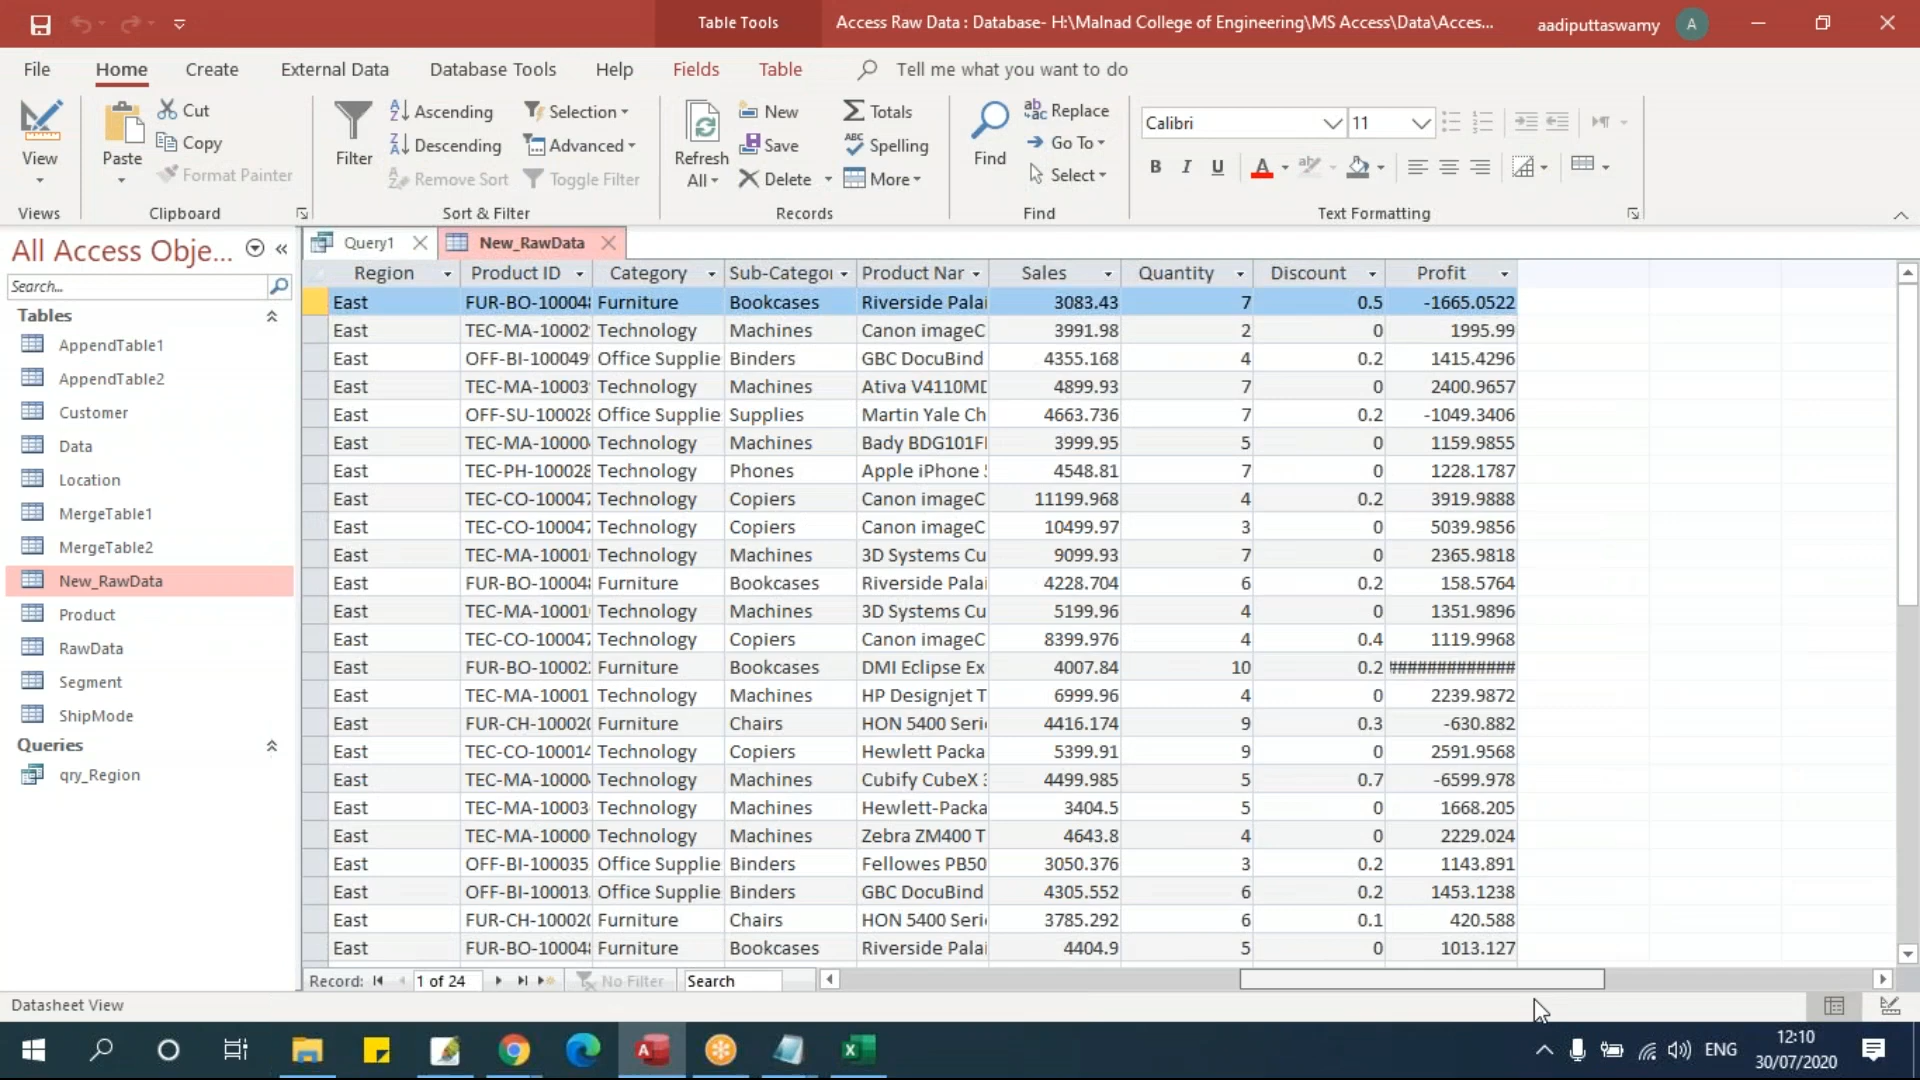 Table Tools
Access Raw Data : Database- H:\Malnad College of Engineering\MS Access\Data\Acces...
aadiputtaswamy
A
File Home Create External Data Database Tools Help Fields Table Tell me what you want to do
View
Views
Paste
Cut
Copy
Format Painter
Clipboard
Filter
Ascending
Descending
Remove Sort
Selection
Advanced
Toggle Filter
Sort & Filter
Refresh
All
New
Save
Delete
Totals
Spelling
More
Records
Find
Replace
Go To
Select
Find
Calibri
11
B I U
Text Formatting
All Access Obje...
Search...
Tables
AppendTable1
AppendTable2
Customer
Data
Location
MergeTable1
MergeTable2
New_RawData
Product
RawData
Segment
ShipMode
Queries
qry_Region
Query1 New_RawData
Region Product ID Category Sub-Categor Product Nar Sales Quantity Discount Profit
East FUR-BO-100048 Furniture Bookcases Riverside Palai 3083.43 7 0.5 -1665.0522
East TEC-MA-10002 Technology Machines Canon imageC 3991.98 2 0 1995.99
East OFF-BI-100049 Office Supplie Binders GBC DocuBind 4355.168 4 0.2 1415.4296
East TEC-MA-10003 Technology Machines Ativa V4110MD 4899.93 7 0 2400.9657
East OFF-SU-100028 Office Supplie Supplies Martin Yale Ch 4663.736 7 0.2 -1049.3406
East TEC-MA-10000 Technology Machines Bady BDG101F 3999.95 5 0 1159.9855
East TEC-PH-100028 Technology Phones Apple iPhone 4548.81 7 0 1228.1787
East TEC-CO-100047 Technology Copiers Canon imageC 11199.968 4 0.2 3919.9888
East TEC-CO-100047 Technology Copiers Canon imageC 10499.97 3 0 5039.9856
East TEC-MA-10001 Technology Machines 3D Systems Cu 9099.93 7 0 2365.9818
East FUR-BO-100048 Furniture Bookcases Riverside Palai 4228.704 6 0.2 158.5764
East TEC-MA-10001 Technology Machines 3D Systems Cu 5199.96 4 0 1351.9896
East TEC-CO-100047 Technology Copiers Canon imageC 8399.976 4 0.4 1119.9968
East FUR-BO-10002 Furniture Bookcases DMI Eclipse Ex 4007.84 10 0.2 #############
East TEC-MA-10001 Technology Machines HP Designjet T 6999.96 4 0 2239.9872
East FUR-CH-100020 Furniture Chairs HON 5400 Seri 4416.174 9 0.3 -630.882
East TEC-CO-100014 Technology Copiers Hewlett Packa 5399.91 9 0 2591.9568
East TEC-MA-10000 Technology Machines Cubify CubeX 4499.985 5 0.7 -6599.978
East TEC-MA-10003 Technology Machines Hewlett-Packa 3404.5 5 0 1668.205
East TEC-MA-10000 Technology Machines Zebra ZM400 T 4643.8 4 0 2229.024
East OFF-BI-100035 Office Supplie Binders Fellowes PB50 3050.376 3 0.2 1143.891
East OFF-BI-100013 Office Supplie Binders GBC DocuBind 4305.552 6 0.2 1453.1238
East FUR-CH-100020 Furniture Chairs HON 5400 Seri 3785.292 6 0.1 420.588
East FUR-BO-100048 Furniture Bookcases Riverside Palai 4404.9 5 0 1013.127
Record: 1 of 24 No Filter Search
Datasheet View
ENG
12:10
30/07/2020